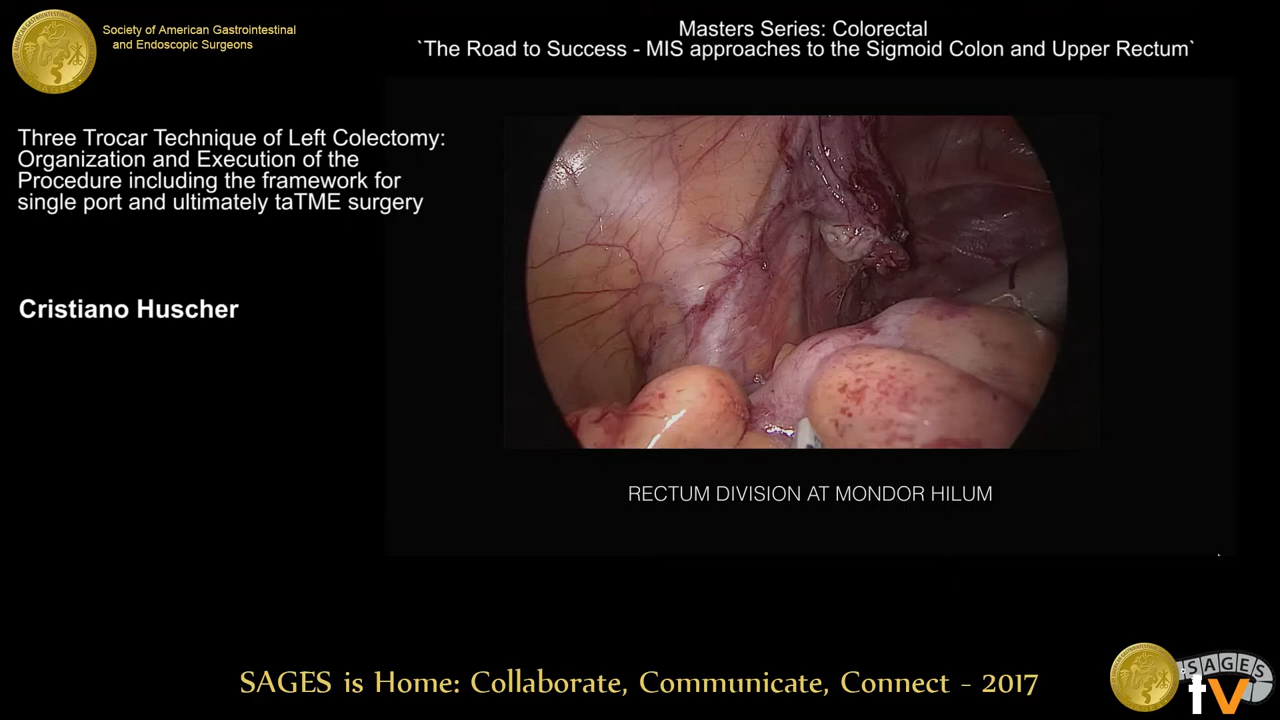 Society of American Gastrointestinal
and Endoscopic Surgeons
Masters Series: Colorectal
`The Road to Success - MIS approaches to the Sigmoid Colon and Upper Rectum`
Three Trocar Technique of Left Colectomy:
Organization and Execution of the
Procedure including the framework for
single port and ultimately taTME surgery
Cristiano Huscher
RECTUM DIVISION AT MONDOR HILUM
SAGES is Home: Collaborate, Communicate, Connect - 2017
SAGES
tv